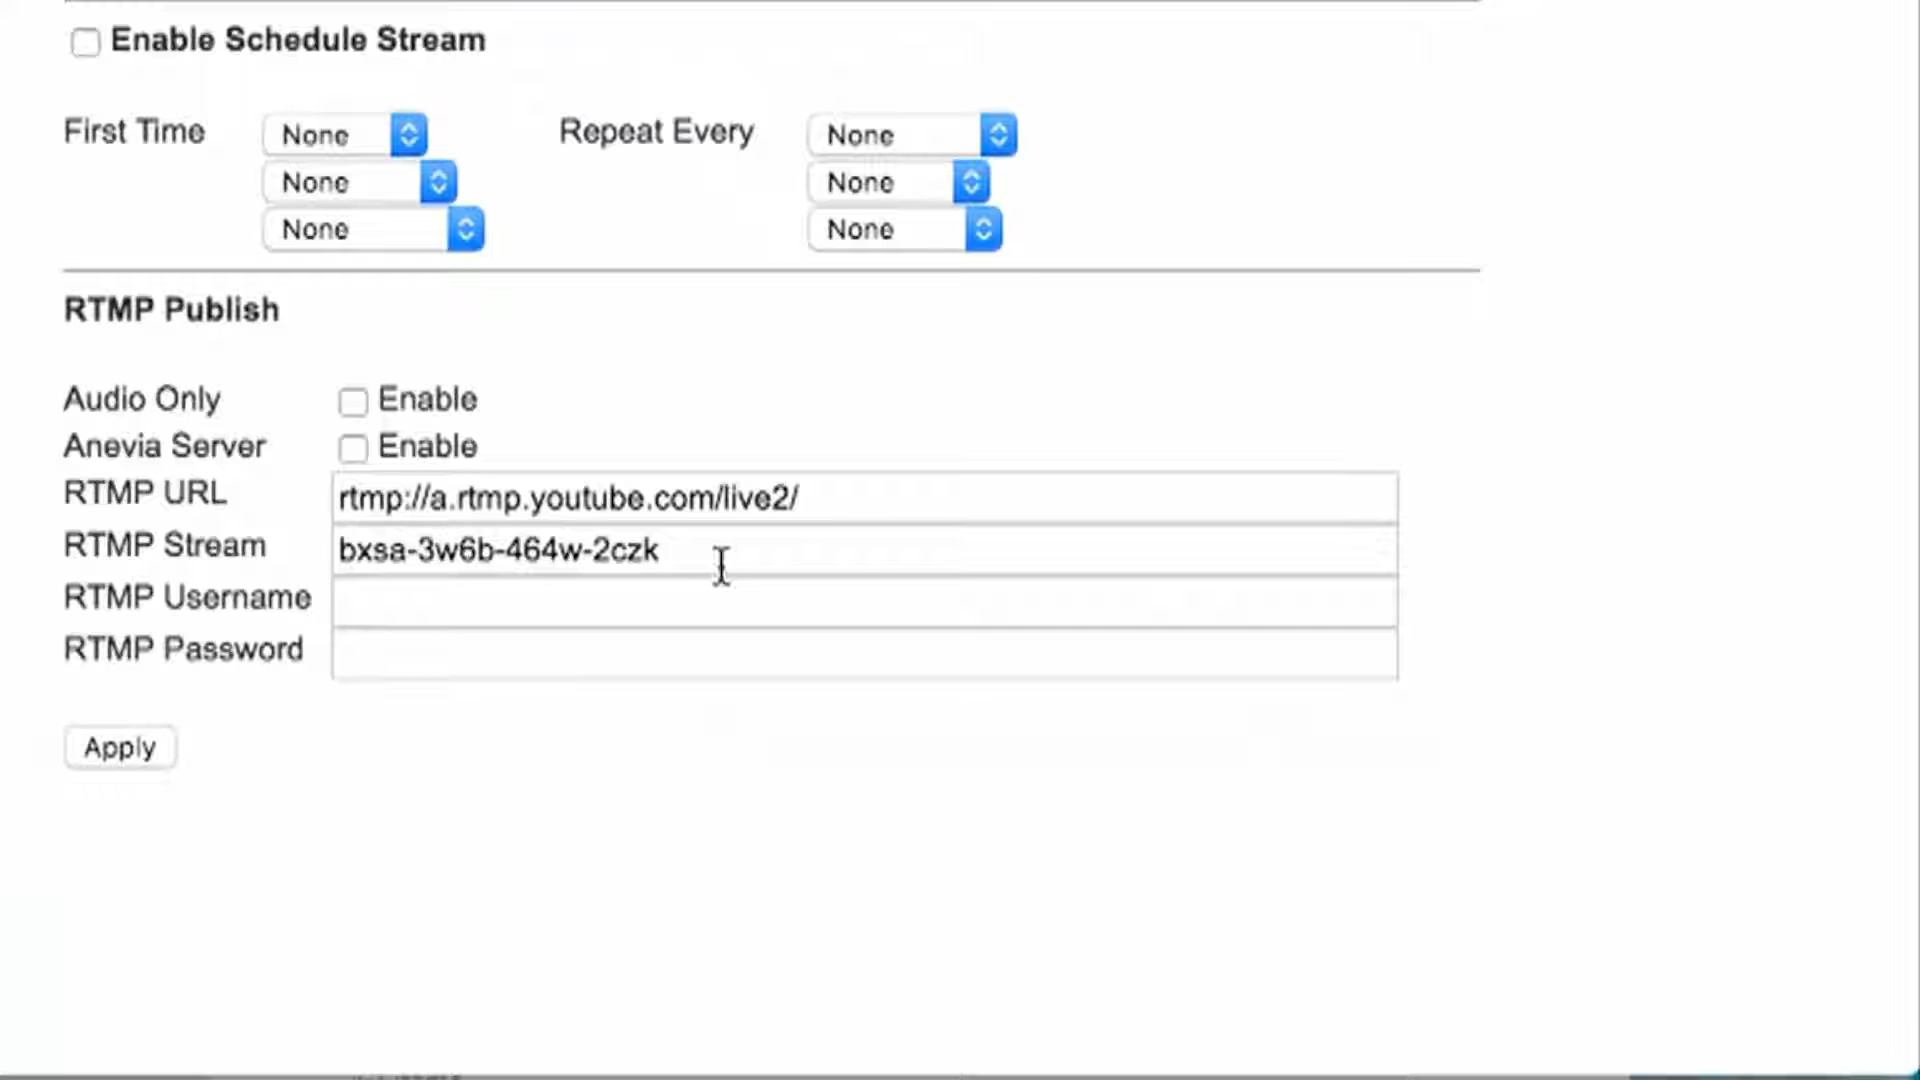 Enable Schedule Stream
First Time None Repeat Every None
None None
None None
RTMP Publish
Audio Only Enable
Anevia Server Enable
RTMP URL rtmp://a.rtmp.youtube.com/live2/
RTMP Stream bxsa-3w6b-464w-2czk
RTMP Username
RTMP Password
Apply